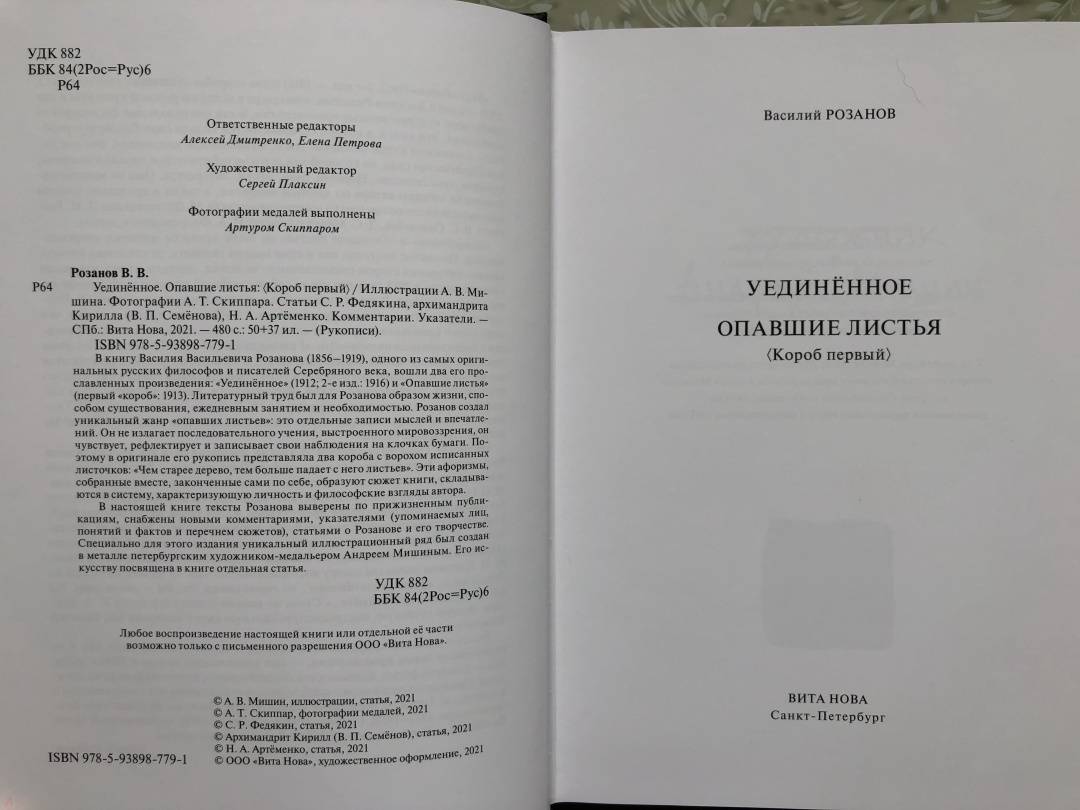 УДК 882
ББК 84(2Рос=Рус)6
Р64
Ответственные редакторы
Алексей Дмитренко, Елена Петрова
Художественный редактор
Сергей Плаксин
Фотографии медалей выполнены
Артуром Скиппаром
Розанов В. В.
Р64 Уединённое. Опавшие листья: ⟨Короб первый⟩ / Иллюстрации А. В. Ми-
шина. Фотографии А. Т. Скиппара. Статьи С. Р. Федякина, архимандрита
Кирилла (В. П. Семёнова), Н. А. Артёменко. Комментарии. Указатели. —
СПб.: Вита Нова, 2021. — 480 с.: 50+37 ил. — (Рукописи).
ISBN 978-5-93898-779-1
В книгу Василия Васильевича Розанова (1856—1919), одного из самых ориги-
нальных русских философов и писателей Серебряного века, вошли два его про-
славленных произведения: «Уединённое» (1912; 2-е изд.: 1916) и «Опавшие листья»
(первый «короб»: 1913). Литературный труд был для Розанова образом жизни, спо-
собом существования, ежедневным занятием и необходимостью. Розанов создал
уникальный жанр «опавших листьев»: это отдельные записи мыслей и впечатле-
ний. Он не излагает последовательного учения, выстроенного мировоззрения, он
чувствует, рефлектирует и записывает свои наблюдения на клочках бумаги. По-
этому в оригинале его рукопись представляла два короба с ворохом исписанных
листочков: «Чем старее дерево, тем больше падает с него листьев». Эти афоризмы,
собранные вместе, законченные сами по себе, образуют сюжет книги, складыва-
ются в систему, характеризующую личность и философские взгляды автора.
В настоящей книге тексты Розанова выверены по прижизненным публи-
кациям, снабжены новыми комментариями, указателями (упоминаемых лиц,
понятий и фактов и перечнем сюжетов), статьями о Розанове и его творчестве.
Специально для этого издания уникальный иллюстрационный ряд был создан
в металле петербургским художником-медальером Андреем Мишиным. Его ис-
кусству посвящена в книге отдельная статья.
УДК 882
ББК 84(2Рос=Рус)6
Любое воспроизведение настоящей книги или отдельной её части
возможно только с письменного разрешения ООО «Вита Нова».
© А. В. Мишин, иллюстрации, статья, 2021
© А. Т. Скиппар, фотографии медалей, 2021
© С. Р. Федякин, статья, 2021
© Архимандрит Кирилл (В. П. Семёнов), статья, 2021
© Н. А. Артёменко, статья, 2021
ISBN 978-5-93898-779-1 © ООО «Вита Нова», художественное оформление, 2021
Василий РОЗАНОВ
УЕДИНЁННОЕ
ОПАВШИЕ ЛИСТЬЯ
⟨Короб первый⟩
ВИТА НОВА
Санкт-Петербург